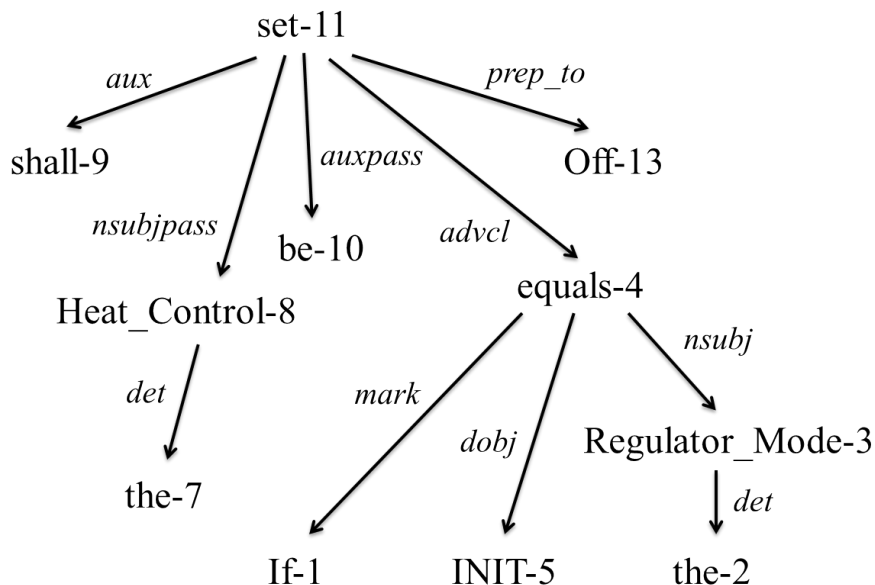 set-11
aux
prep_to
shall-9
auxpass
Off-13
nsubjpass
be-10
advcl
Heat_Control-8
equals-4
det
mark
dobj
nsubj
Regulator_Mode-3
the-7
det
If-1
INIT-5
the-2